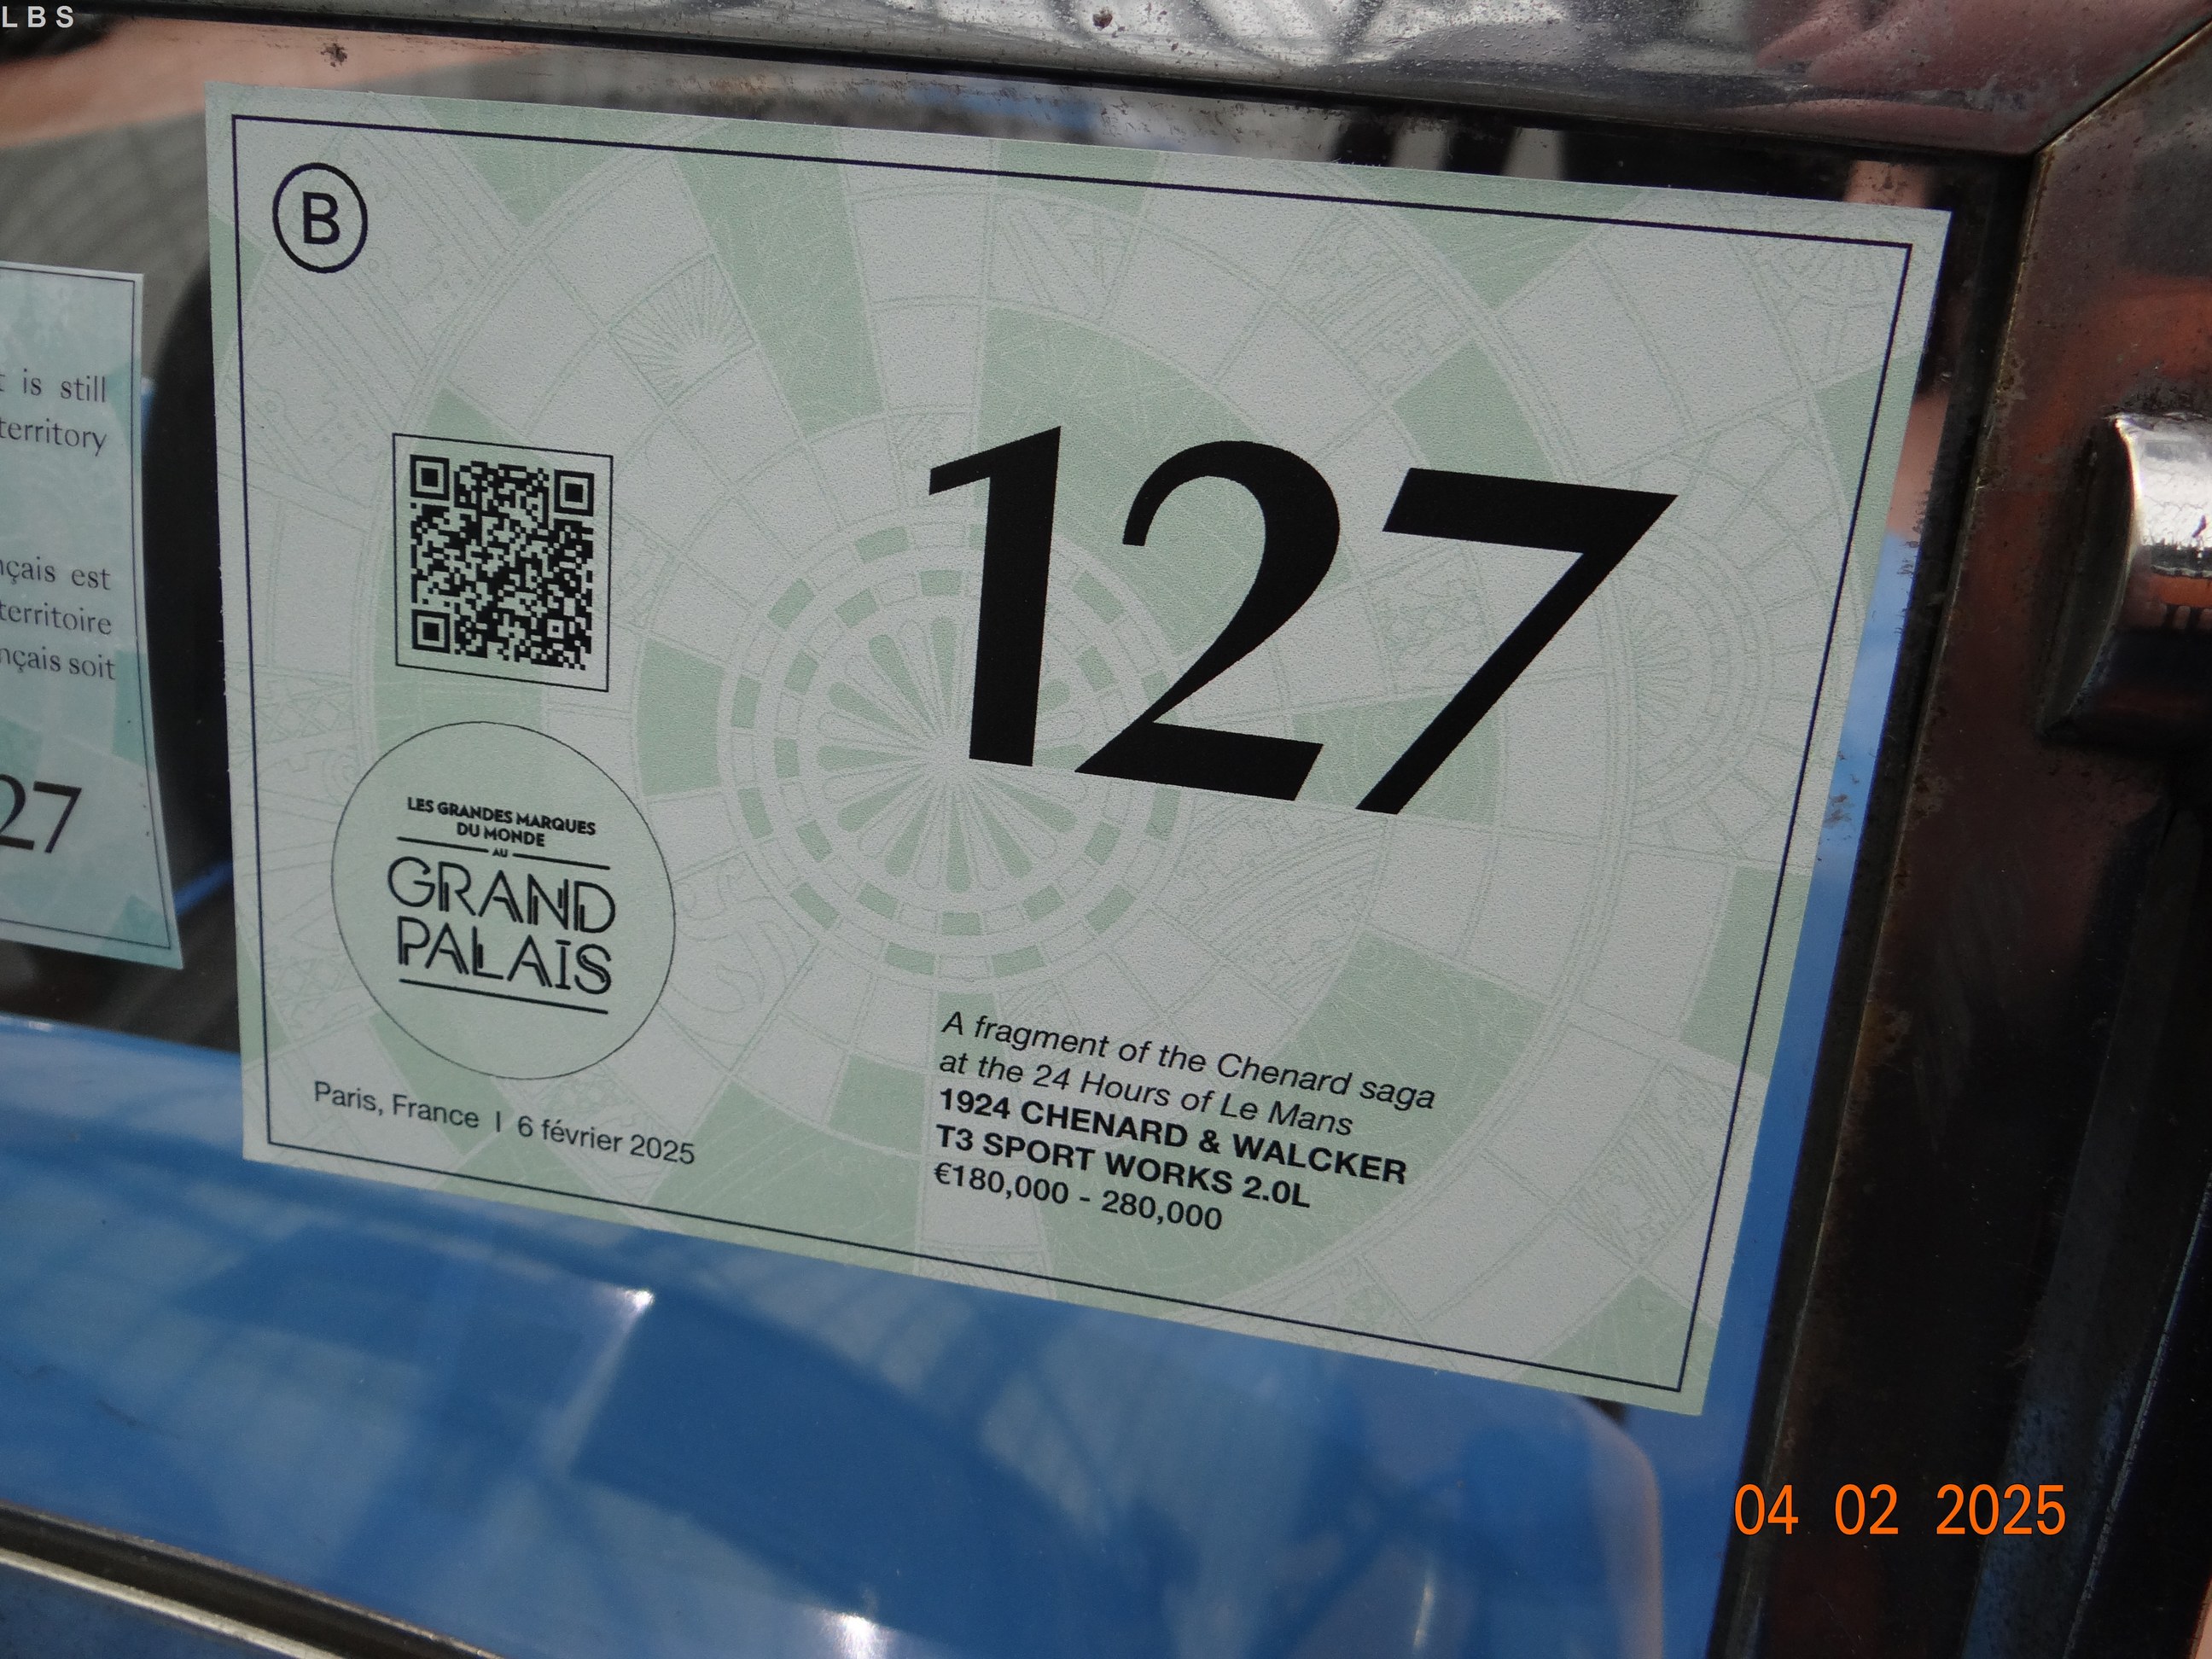 LBS
t is still
territory
nçais est
territoire
nçais soit
27
B
127
LES GRANDES MARQUES
DU MONDE
AU
GRAND
PALAIS
Paris, France | 6 février 2025
A fragment of the Chenard saga
at the 24 Hours of Le Mans
1924 CHENARD & WALCKER
T3 SPORT WORKS 2.0L
€180,000 - 280,000
04 02 2025